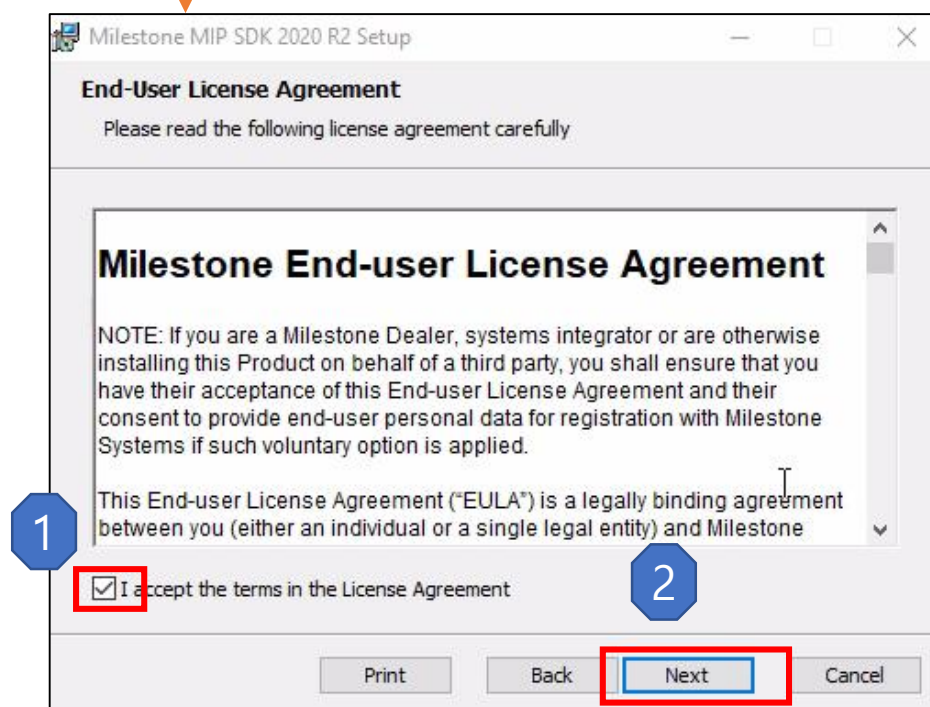 Milestone MIP SDK 2020 R2 Setup
End-User License Agreement
Please read the following license agreement carefully
Milestone End-user License Agreement
NOTE: If you are a Milestone Dealer, systems integrator or are otherwise
installing this Product on behalf of a third party, you shall ensure that you
have their acceptance of this End-user License Agreement and their
consent to provide end-user personal data for registration with Milestone
Systems if such voluntary option is applied.
This End-user License Agreement (“EULA”) is a legally binding agreement
between you (either an individual or a single legal entity) and Milestone
1
I accept the terms in the License Agreement
2
Print Back Next Cancel